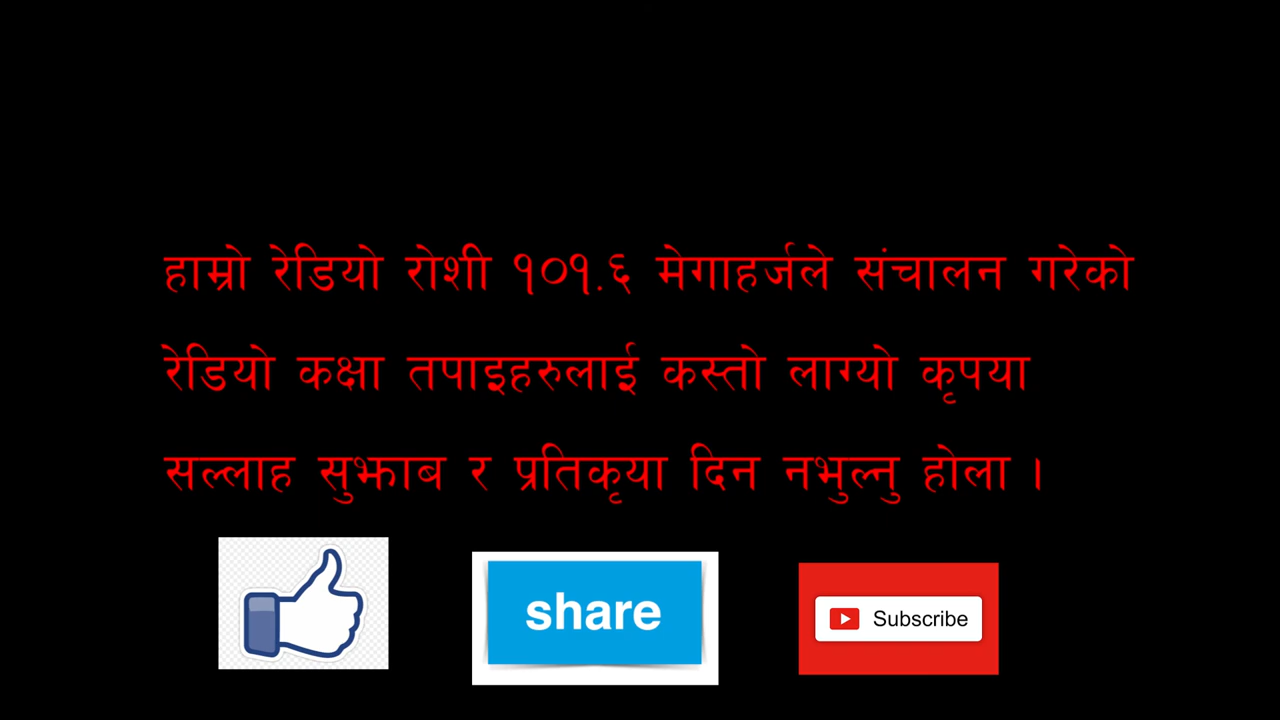 हाम्रो रेडियो रोशी १०१.६ मेगाहर्जले संचालन गरेको
रेडियो कक्षा तपाइहरुलाई कस्तो लाग्यो कृपया
सल्लाह सुझाब र प्रतिकृया दिन नभुल्नु होला ।
share
Subscribe